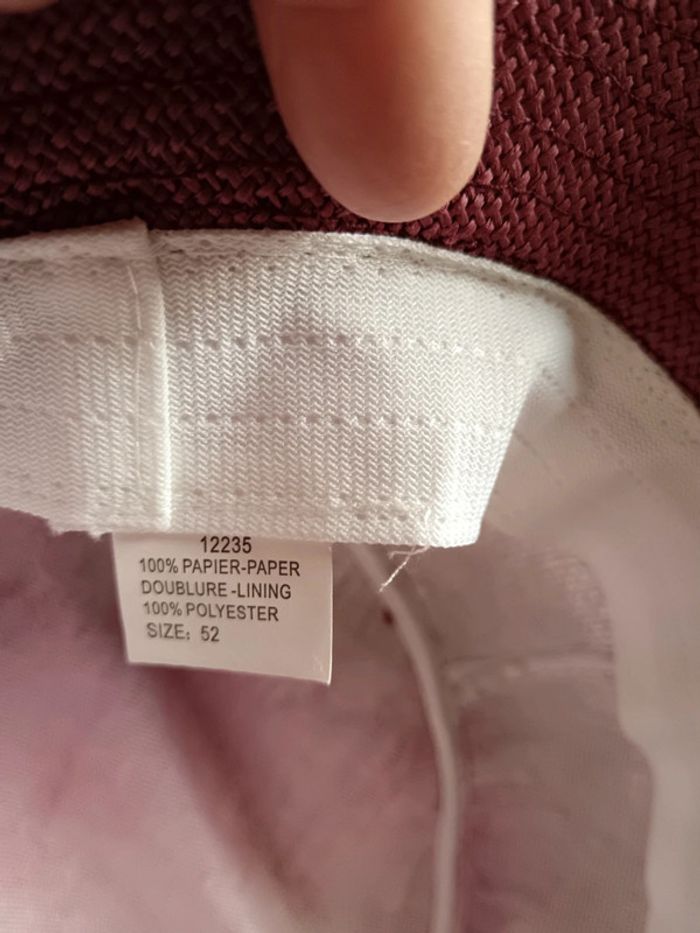 12235
100% PAPIER-PAPER
DOUBLURE-LINING
100% POLYESTER
SIZE: 52